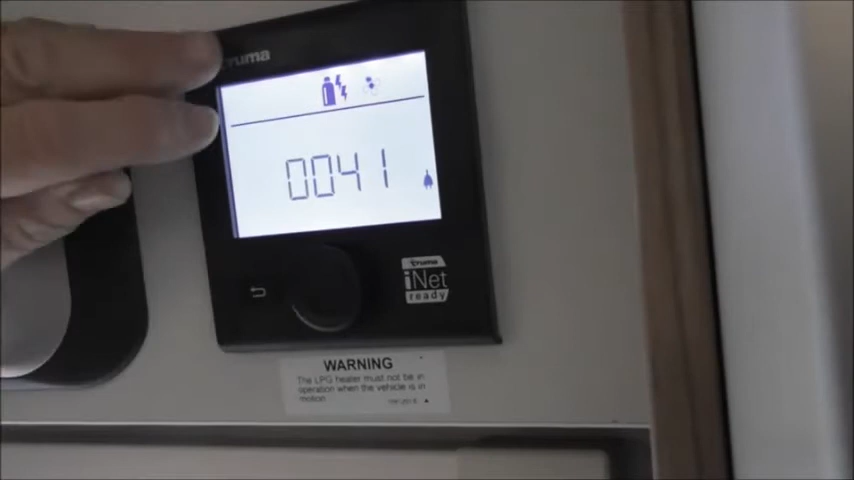 truma
0041
truma
iNet
ready
WARNING
The LPG heater must not be in
operation when the vehicle is in
motion